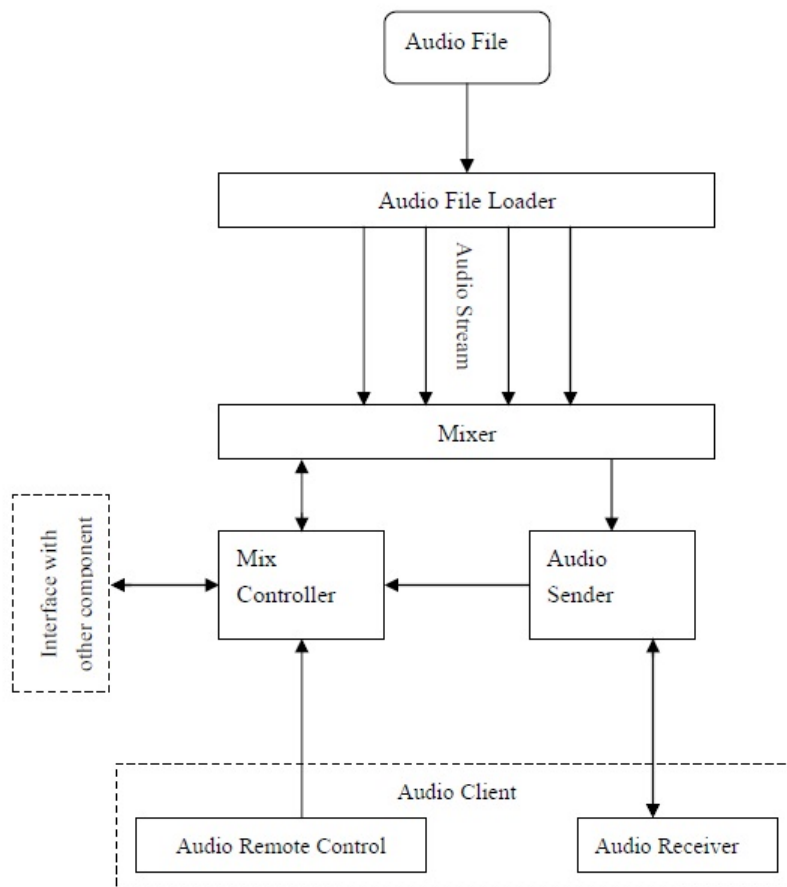 Audio File
Audio File Loader
Audio Stream
Mixer
Interface with
other component
Mix
Controller
Audio
Sender
Audio Client
Audio Remote Control
Audio Receiver